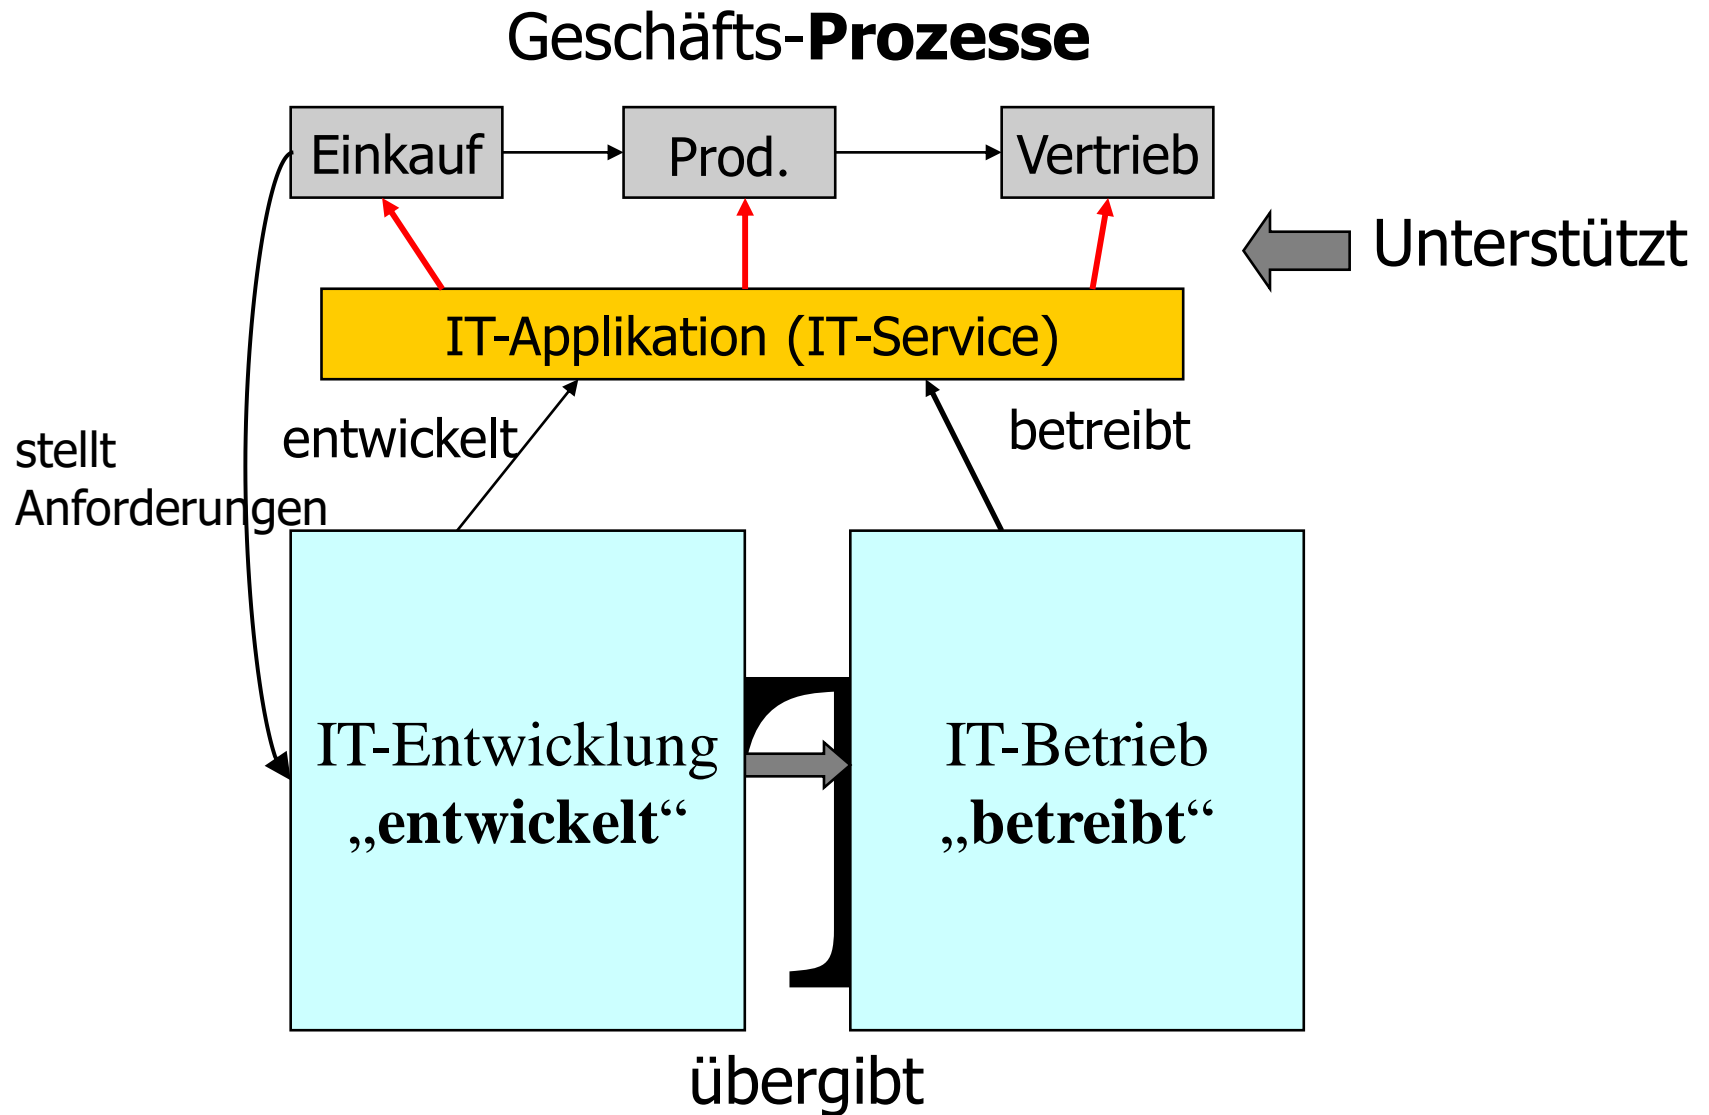 Geschäfts-Prozesse
Einkauf
Prod.
Vertrieb
Unterstützt
IT-Applikation (IT-Service)
entwickelt
betreibt
stellt
Anforderungen
IT-Entwicklung
„entwickelt“
IT-Betrieb
„betreibt“
übergibt